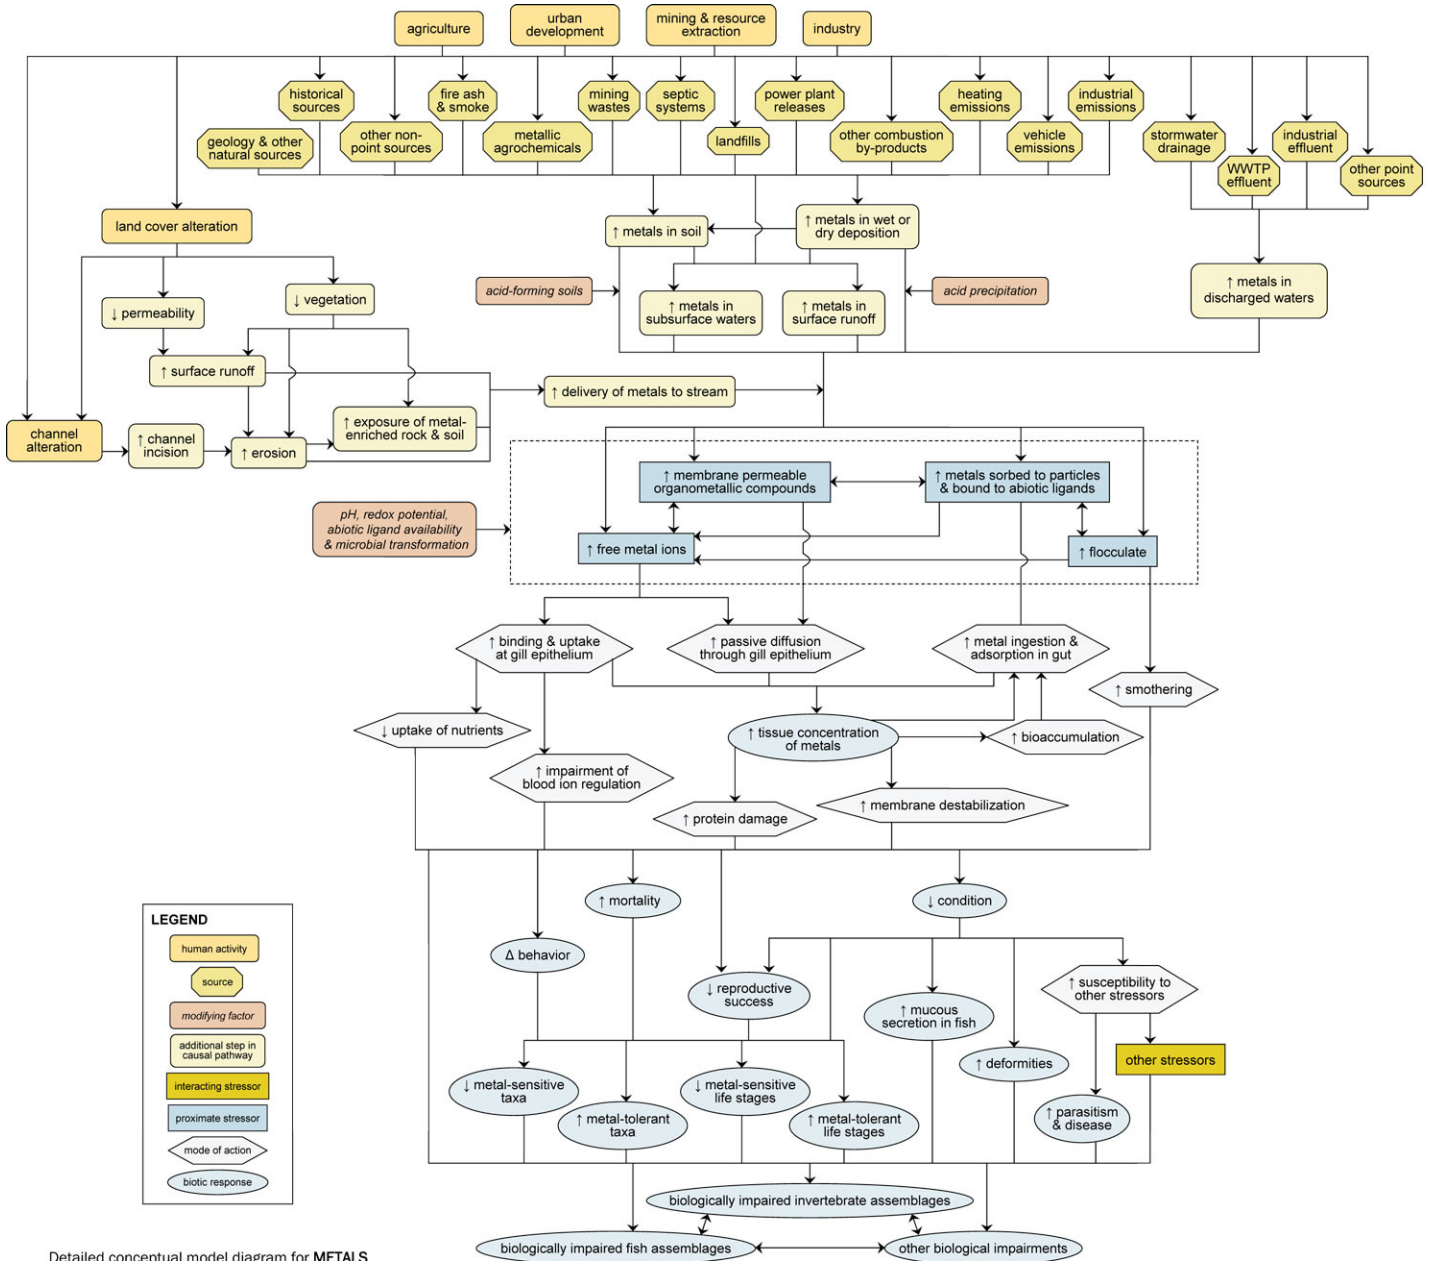 agriculture
urban
development
mining & resource
extraction
industry
historical
sources
fire ash
& smoke
mining
wastes
septic
systems
power plant
releases
heating
emissions
industrial
emissions
geology & other
natural sources
other non-
point sources
metallic
agrochemicals
landfills
other combustion
by-products
vehicle
emissions
stormwater
drainage
WWTP
effluent
industrial
effluent
other point
sources
land cover alteration
↑ metals in soil
↑ metals in wet or
dry deposition
acid-forming soils
↑ metals in
subsurface waters
↑ metals in
surface runoff
acid precipitation
↑ metals in
discharged waters
↓ permeability
↓ vegetation
↑ surface runoff
↑ delivery of metals to stream
channel
alteration
↑ channel
incision
↑ erosion
↑ exposure of metal-
enriched rock & soil
pH, redox potential,
abiotic ligand availability
& microbial transformation
↑ membrane permeable
organometallic compounds
↑ metals sorbed to particles
& bound to abiotic ligands
↑ free metal ions
↑ flocculate
↑ binding & uptake
at gill epithelium
↑ passive diffusion
through gill epithelium
↑ metal ingestion &
adsorption in gut
↑ smothering
↓ uptake of nutrients
↑ tissue concentration
of metals
↑ bioaccumulation
↑ impairment of
blood ion regulation
↑ protein damage
↑ membrane destabilization
↑ mortality
↓ condition
Δ behavior
↓ reproductive
success
↑ mucous
secretion in fish
↑ susceptibility to
other stressors
↑ deformities
other stressors
↓ metal-sensitive
taxa
↑ metal-tolerant
taxa
↓ metal-sensitive
life stages
↑ metal-tolerant
life stages
↑ parasitism
& disease
biologically impaired invertebrate assemblages
biologically impaired fish assemblages
other biological impairments
LEGEND
human activity
source
modifying factor
additional step in
causal pathway
interacting stressor
proximate stressor
mode of action
biotic response
Detailed conceptual model diagram for METALS